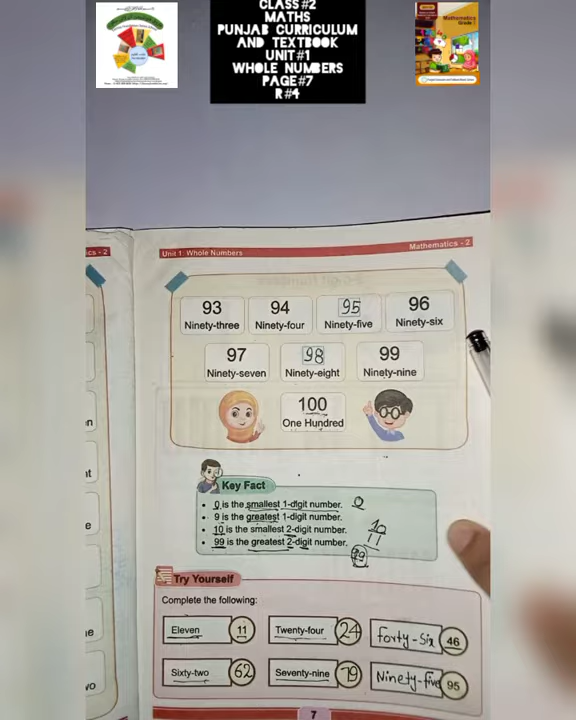 CLASS#2
MATHS
PUNJAB CURRICULUM
AND TEXTBOOK
UNIT#1
WHOLE NUMBERS
PAGE#7
R#4
Mathematics
ics - 2
Unit 1: Whole Numbers
Mathematics - 2
93 94 95 96
Ninety-three Ninety-four Ninety-five Ninety-six
97 98 99
Ninety-seven Ninety-eight Ninety-nine
100
One Hundred
Key Fact
• 0 is the smallest 1-digit number. 0
• 9 is the greatest 1-digit number.
• 10 is the smallest 2-digit number. 10
11
• 99 is the greatest 2-digit number. 99
Try Yourself
Complete the following:
Eleven 11 Twenty-four 24 Forty-Six 46
Sixty-two 62 Seventy-nine 79 Ninety-five 95
7